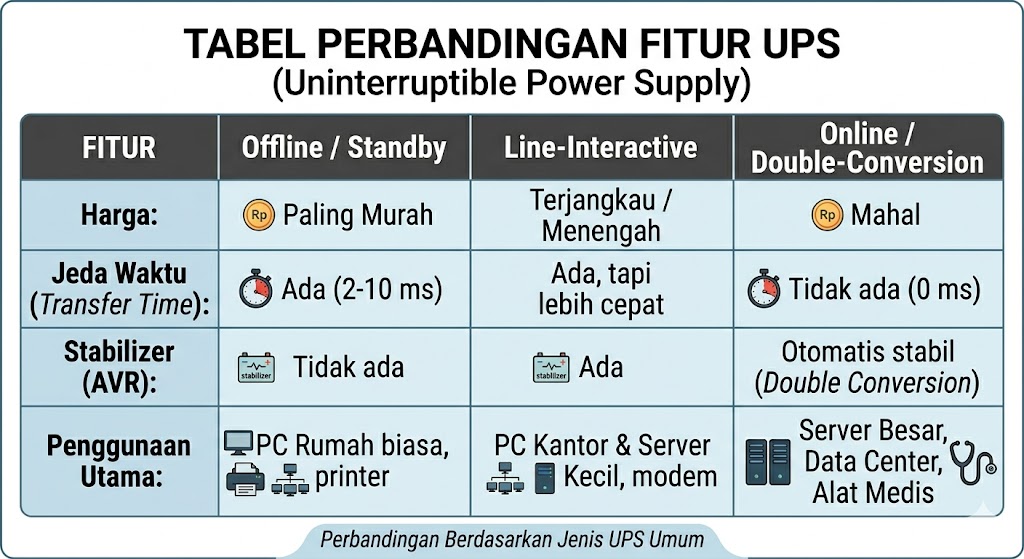 TABEL PERBANDINGAN FITUR UPS
(Uninterruptible Power Supply)
FITUR
Offline / Standby
Line-Interactive
Online /
Double-Conversion
Harga:
Rp
Paling Murah
Terjangkau /
Menengah
Rp
Mahal
Jeda Waktu
(Transfer Time):
Ada (2-10 ms)
Ada, tapi
lebih cepat
Tidak ada (0 ms)
Stabilizer
(AVR):
stabilizer
Tidak ada
stabilizer
Ada
Otomatis stabil
(Double Conversion)
Penggunaan
Utama:
PC Rumah biasa,
printer
PC Kantor & Server
Kecil, modem
Server Besar,
Data Center,
Alat Medis
Perbandingan Berdasarkan Jenis UPS Umum